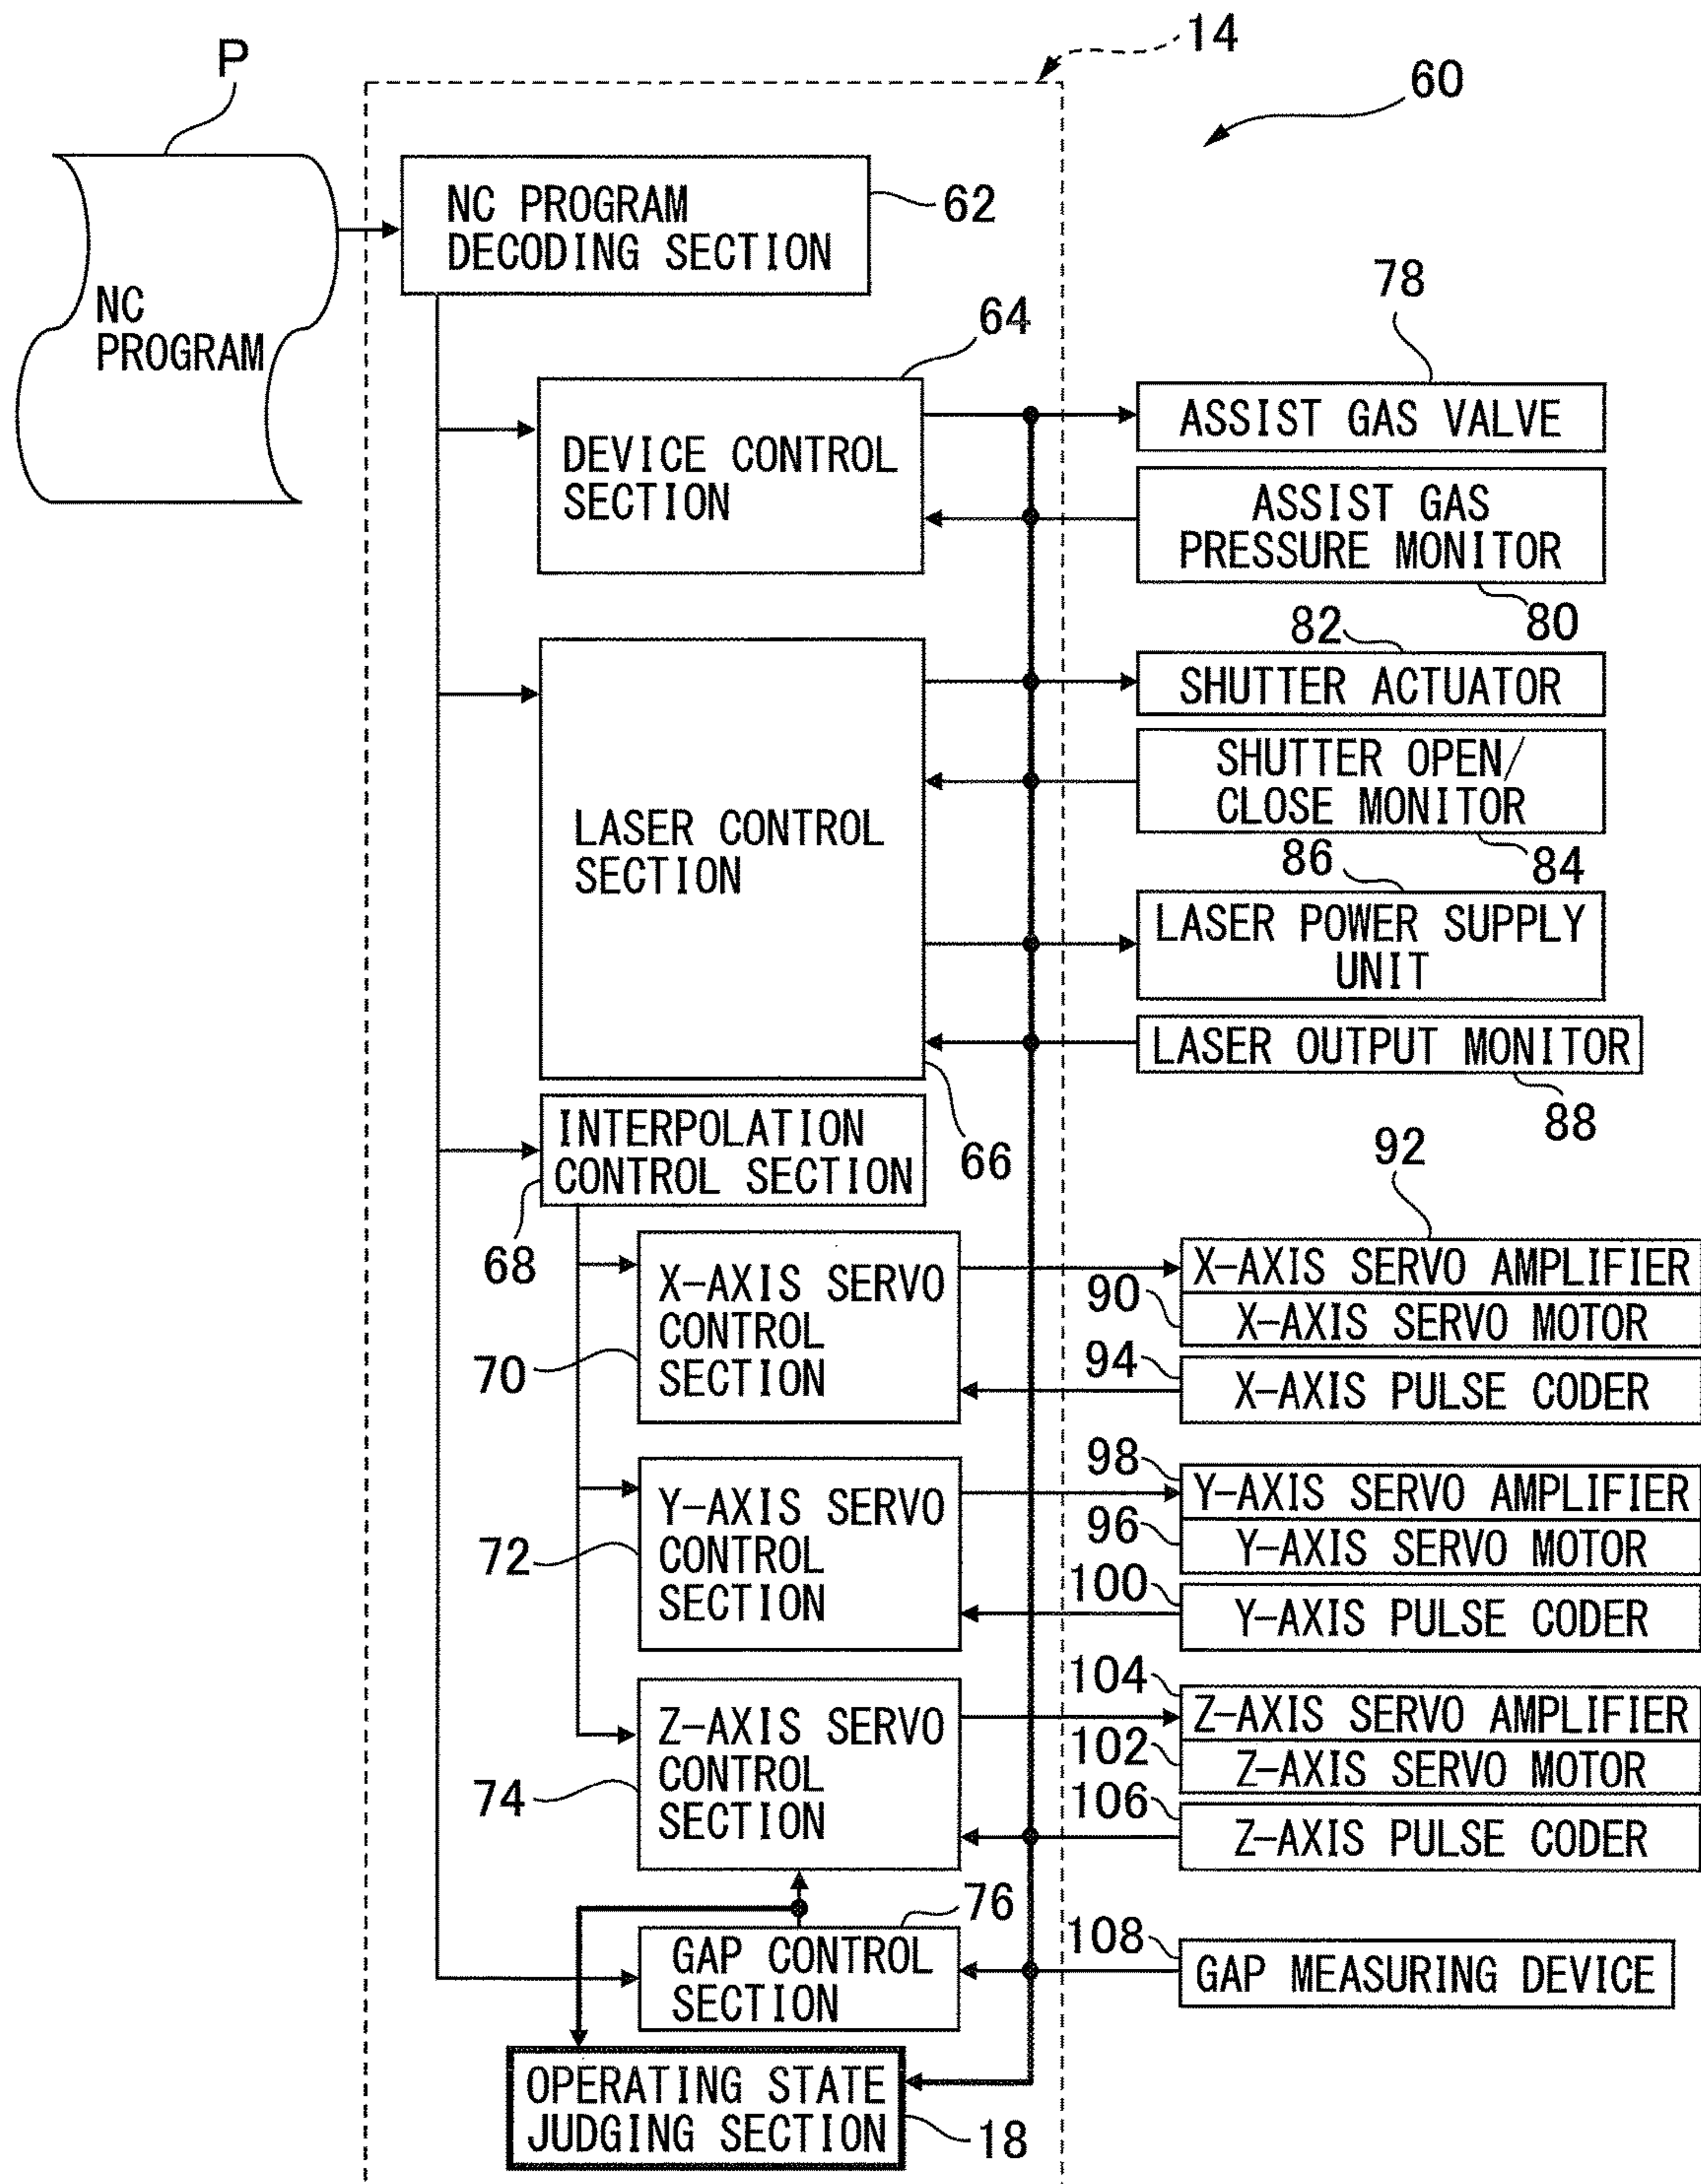 14
P
60
NC PROGRAM
DECODING SECTION
62
NC
PROGRAM
78
64
ASSIST GAS VALVE
DEVICE CONTROL
SECTION
ASSIST GAS
PRESSURE MONITOR
80
82
SHUTTER ACTUATOR
SHUTTER OPEN/
CLOSE MONITOR
84
LASER CONTROL
SECTION
86
LASER POWER SUPPLY
UNIT
LASER OUTPUT MONITOR
88
INTERPOLATION
CONTROL SECTION
66
68
92
X-AXIS SERVO
CONTROL
SECTION
70
X-AXIS SERVO AMPLIFIER
90
X-AXIS SERVO MOTOR
94
X-AXIS PULSE CODER
Y-AXIS SERVO
CONTROL
SECTION
72
98
Y-AXIS SERVO AMPLIFIER
96
Y-AXIS SERVO MOTOR
100
Y-AXIS PULSE CODER
Z-AXIS SERVO
CONTROL
SECTION
74
104
Z-AXIS SERVO AMPLIFIER
102
Z-AXIS SERVO MOTOR
106
Z-AXIS PULSE CODER
76
GAP CONTROL
SECTION
108
GAP MEASURING DEVICE
OPERATING STATE
JUDGING SECTION
18